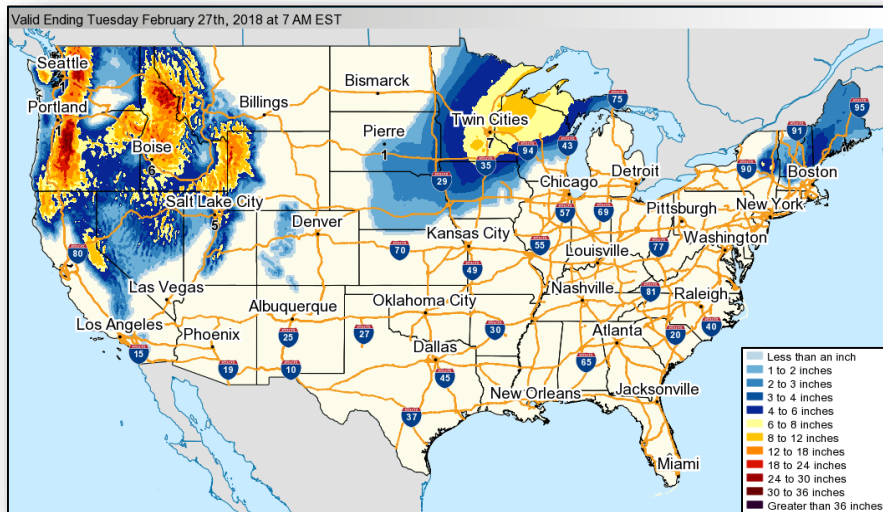 Valid Ending Tuesday February 27th, 2018 at 7 AM EST
Seattle
Portland
Boise
6
Billings
Bismarck
Pierre
1
Twin Cities
7
75
95
91
94
43
35
29
90
Boston
Salt Lake City
5
Denver
Chicago
Detroit
57
69
Pittsburgh
New York
80
70
Kansas City
55
77
Washington
Louisville
Las Vegas
49
2
Nashville
81
Raleigh
Albuquerque
Oklahoma City
Los Angeles
Phoenix
25
27
30
Atlanta
20
40
15
Dallas
65
19
10
45
Jacksonville
New Orleans
37
Miami
Less than an inch
1 to 2 inches
2 to 3 inches
3 to 4 inches
4 to 6 inches
6 to 8 inches
8 to 12 inches
12 to 18 inches
18 to 24 inches
24 to 30 inches
30 to 36 inches
Greater than 36 inches